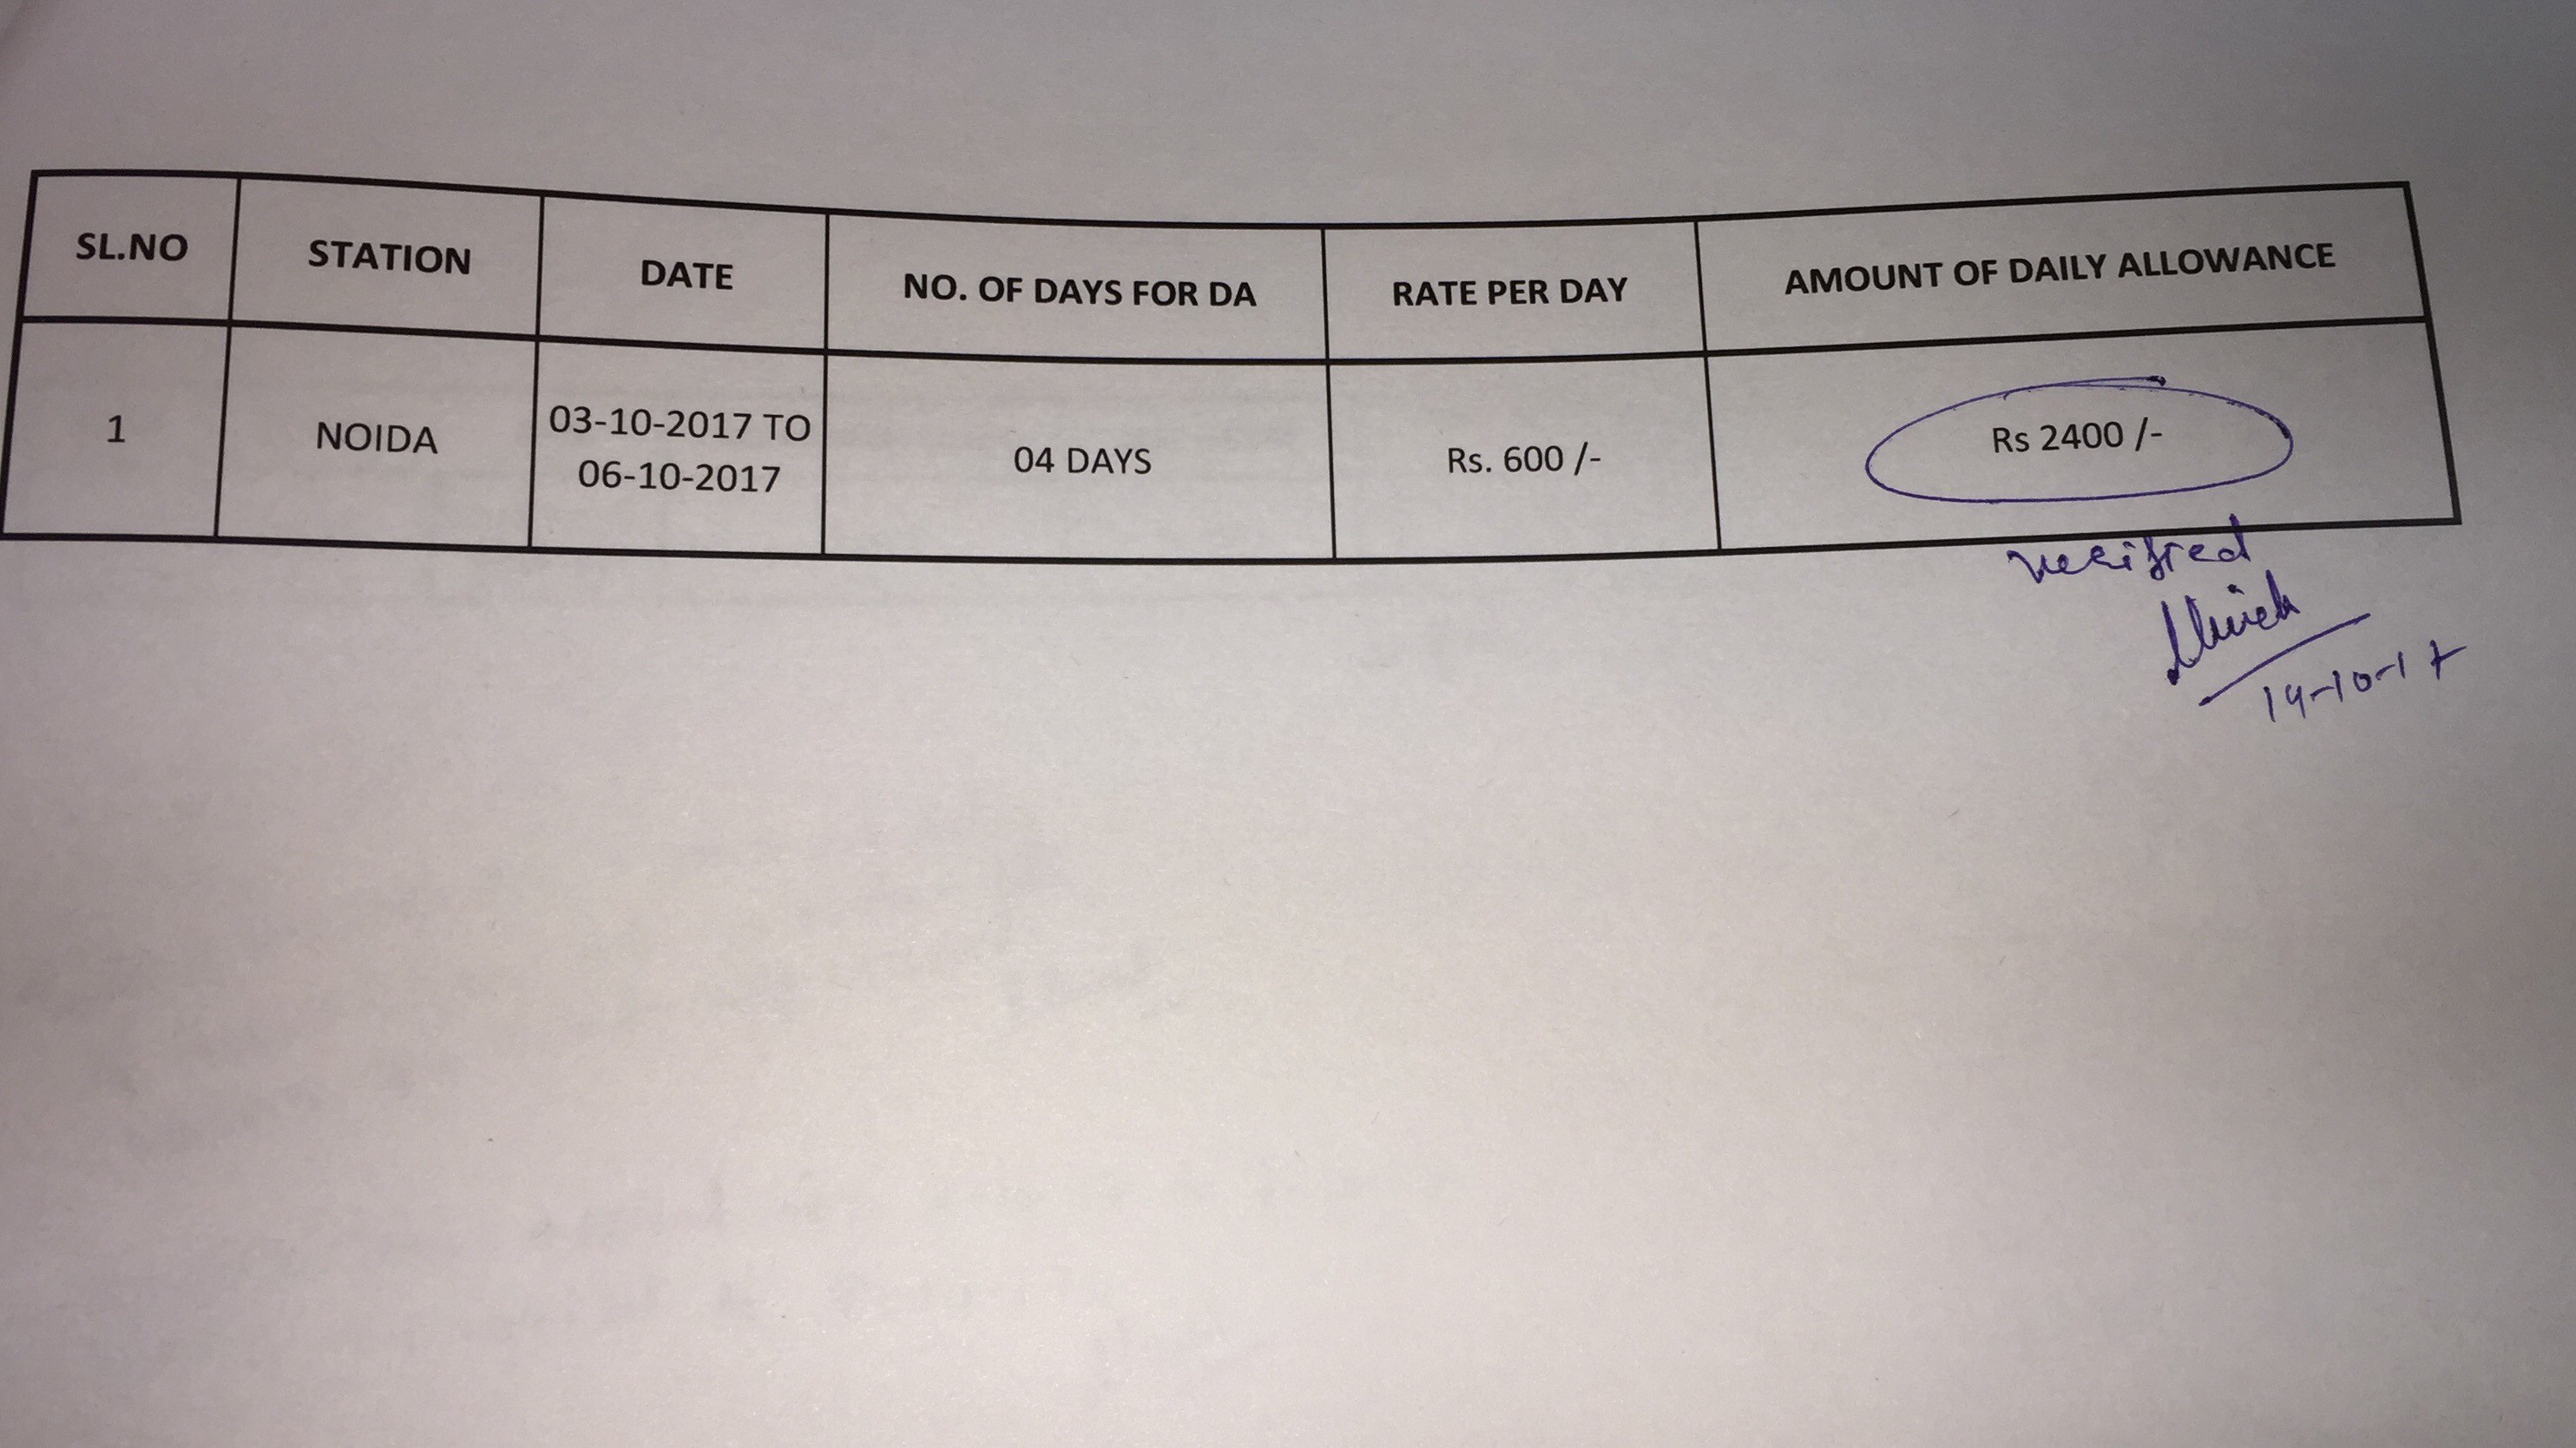 SL.NO STATION DATE NO. OF DAYS FOR DA RATE PER DAY AMOUNT OF DAILY ALLOWANCE
1 NOIDA 03-10-2017 TO 04 DAYS Rs. 600 /- Rs 2400 /-
06-10-2017
verified
14-10-17